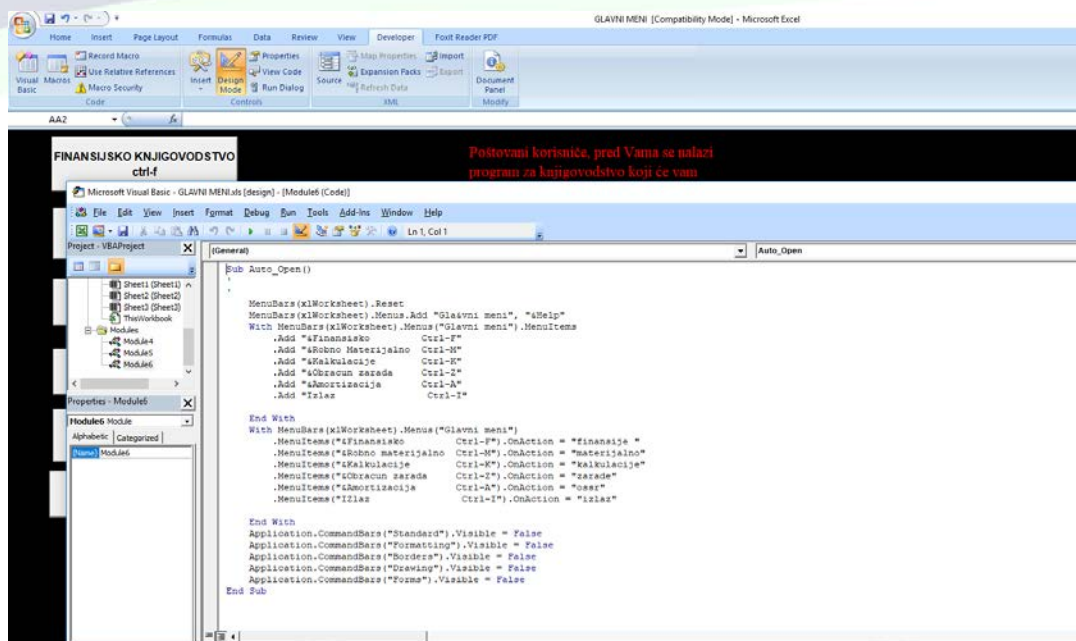 GLAVNI MENI [Compatibility Mode] - Microsoft Excel
Home Insert Page Layout Formulas Data Review View Developer Foxit Reader PDF
Visual Basic
Macros
Record Macro
Use Relative References
Macro Security
Code
Insert
Design Mode
Properties
View Code
Run Dialog
Controls
Source
Map Properties
Expansion Packs
Refresh Data
Import
Export
XML
Document Panel
Modify
AA2
fx
FINANSIJSKO KNJIGOVODSTVO
ctrl-f
Poštovani korisniče, pred Vama se nalazi
program za knjigovodstvo koji će vam
Microsoft Visual Basic - GLAVNI MENI.xls [design] - [Module6 (Code)]
File Edit View Insert Format Debug Run Tools Add-Ins Window Help
Ln 1, Col 1
Project - VBAProject
Sheet1 (Sheet1)
Sheet2 (Sheet2)
Sheet3 (Sheet3)
ThisWorkbook
Modules
Module4
Module5
Module6
Properties - Module6
Module6 Module
Alphabetic Categorized
(Name) Module6
(General)
Auto_Open
Sub Auto_Open()
'
'
MenuBars(xlWorksheet).Reset
MenuBars(xlWorksheet).Menus.Add "Gla&vni meni", "&Help"
With MenuBars(xlWorksheet).Menus("Glavni meni").MenuItems
.Add "&Finansisko Ctrl-F"
.Add "&Robno Materijalno Ctrl-M"
.Add "&Kalkulacije Ctrl-K"
.Add "&Obracun zarada Ctrl-Z"
.Add "&Amortizacija Ctrl-A"
.Add "Izlaz Ctrl-I"
End With
With MenuBars(xlWorksheet).Menus("Glavni meni")
.MenuItems("&Finansisko Ctrl-F").OnAction = "finansije "
.MenuItems("&Robno materijalno Ctrl-M").OnAction = "materijalno"
.MenuItems("&Kalkulacije Ctrl-K").OnAction = "kalkulacije"
.MenuItems("&Obracun zarada Ctrl-Z").OnAction = "zarade"
.MenuItems("&Amortizacija Ctrl-A").OnAction = "ossr"
.MenuItems("IZlaz Ctrl-I").OnAction = "izlaz"
End With
Application.CommandBars("Standard").Visible = False
Application.CommandBars("Formatting").Visible = False
Application.CommandBars("Borders").Visible = False
Application.CommandBars("Drawing").Visible = False
Application.CommandBars("Forms").Visible = False
End Sub